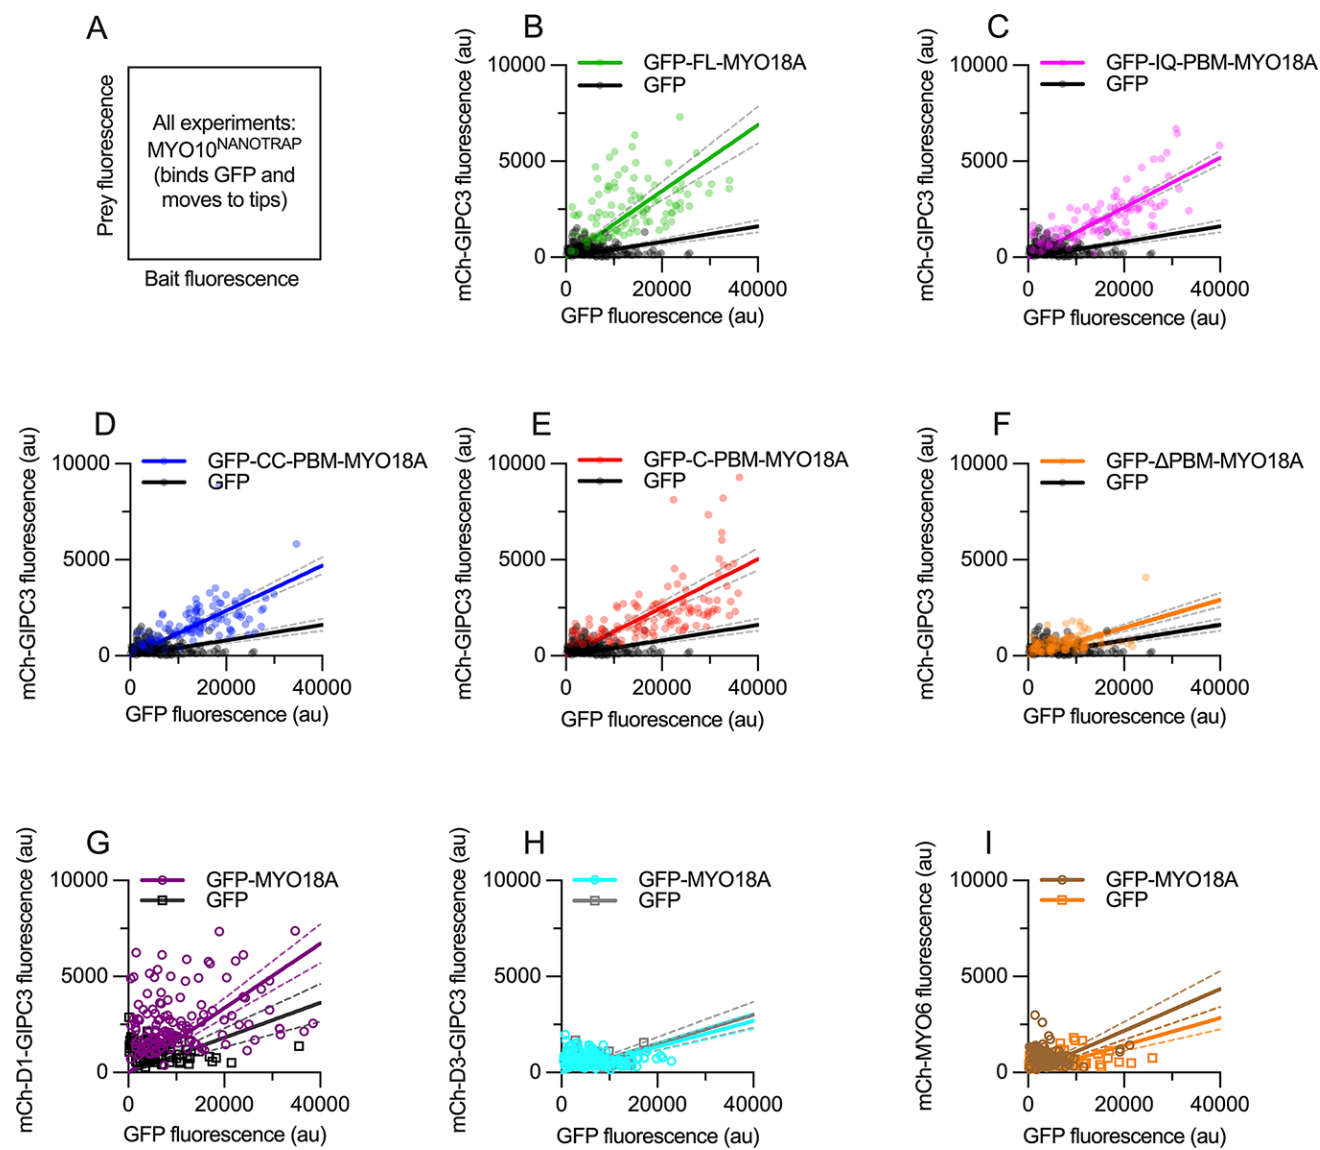 A
Prey fluorescence
All experiments:
MYO10NANOTRAP
(binds GFP and
moves to tips)
Bait fluorescence
B
mCh-GIPC3 fluorescence (au)
GFP-FL-MYO18A
GFP
10000
5000
0
0 20000 40000
GFP fluorescence (au)
C
mCh-GIPC3 fluorescence (au)
GFP-IQ-PBM-MYO18A
GFP
10000
5000
0
0 20000 40000
GFP fluorescence (au)
D
mCh-GIPC3 fluorescence (au)
GFP-CC-PBM-MYO18A
GFP
10000
5000
0
0 20000 40000
GFP fluorescence (au)
E
mCh-GIPC3 fluorescence (au)
GFP-C-PBM-MYO18A
GFP
10000
5000
0
0 20000 40000
GFP fluorescence (au)
F
mCh-GIPC3 fluorescence (au)
GFP-ΔPBM-MYO18A
GFP
10000
5000
0
0 20000 40000
GFP fluorescence (au)
G
mCh-D1-GIPC3 fluorescence (au)
GFP-MYO18A
GFP
10000
5000
0
0 20000 40000
GFP fluorescence (au)
H
mCh-D3-GIPC3 fluorescence (au)
GFP-MYO18A
GFP
10000
5000
0
0 20000 40000
GFP fluorescence (au)
I
mCh-MYO6 fluorescence (au)
GFP-MYO18A
GFP
10000
5000
0
0 20000 40000
GFP fluorescence (au)